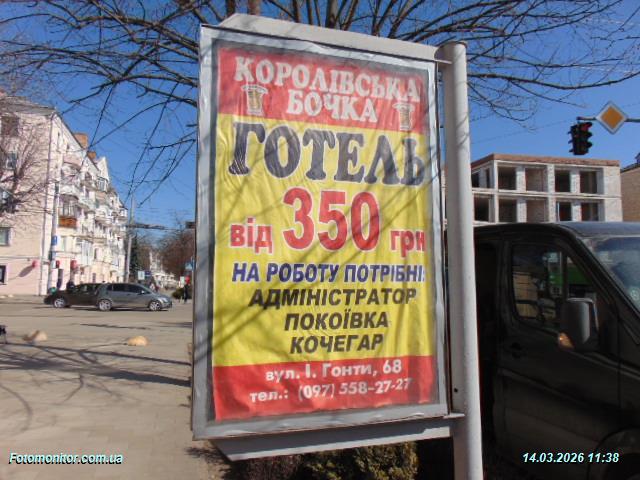 КОРОЛІВСЬКА
БОЧКА
ГОТЕЛЬ
від 350 грн
НА РОБОТУ ПОТРІБНІ:
АДМІНІСТРАТОР
ПОКОЇВКА
КОЧЕГАР
вул. І. Гонти, 68
тел.: (097) 558-27-27
Fotomonitor.com.ua
14.03.2026 11:38